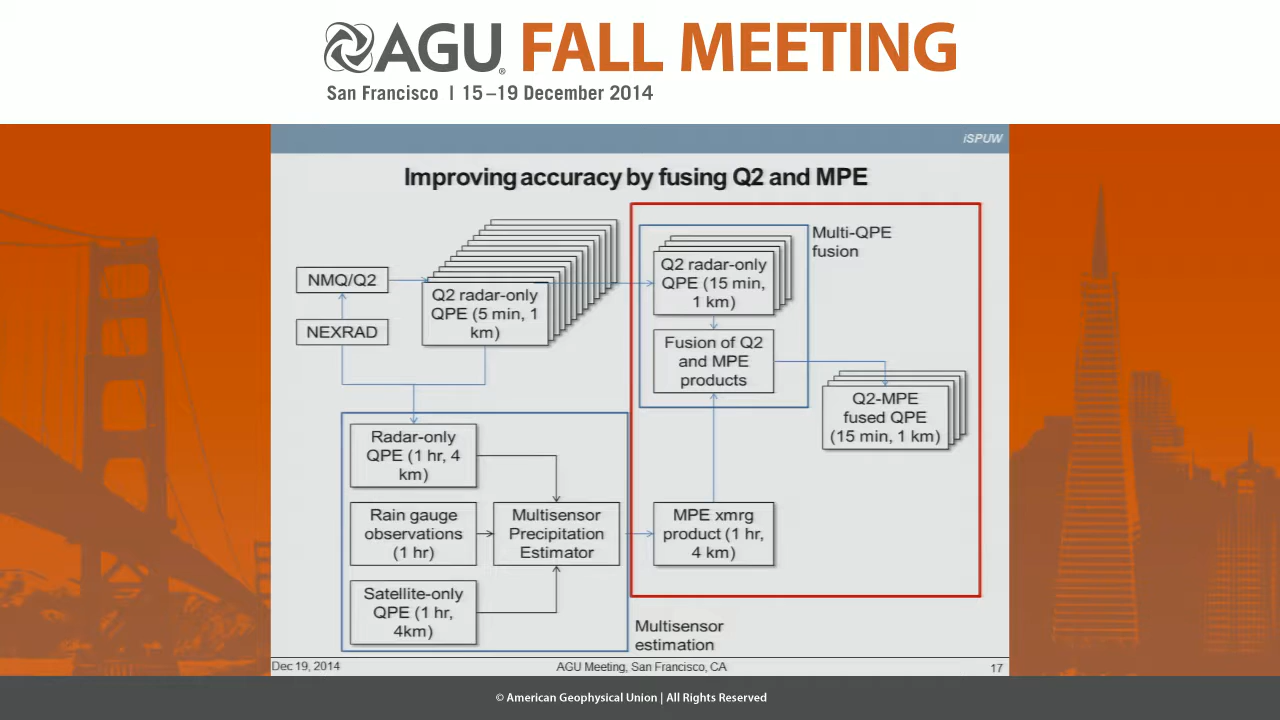 AGU FALL MEETING
San Francisco | 15–19 December 2014
iSPUW
Improving accuracy by fusing Q2 and MPE
NMQ/Q2
NEXRAD
Q2 radar-only
QPE (5 min, 1
km)
Q2 radar-only
QPE (15 min,
1 km)
Multi-QPE
fusion
Fusion of Q2
and MPE
products
Q2-MPE
fused QPE
(15 min, 1 km)
Radar-only
QPE (1 hr, 4
km)
Rain gauge
observations
(1 hr)
Multisensor
Precipitation
Estimator
MPE xmrg
product (1 hr,
4 km)
Satellite-only
QPE (1 hr,
4km)
Multisensor
estimation
Dec 19, 2014
AGU Meeting, San Francisco, CA
17
© American Geophysical Union | All Rights Reserved